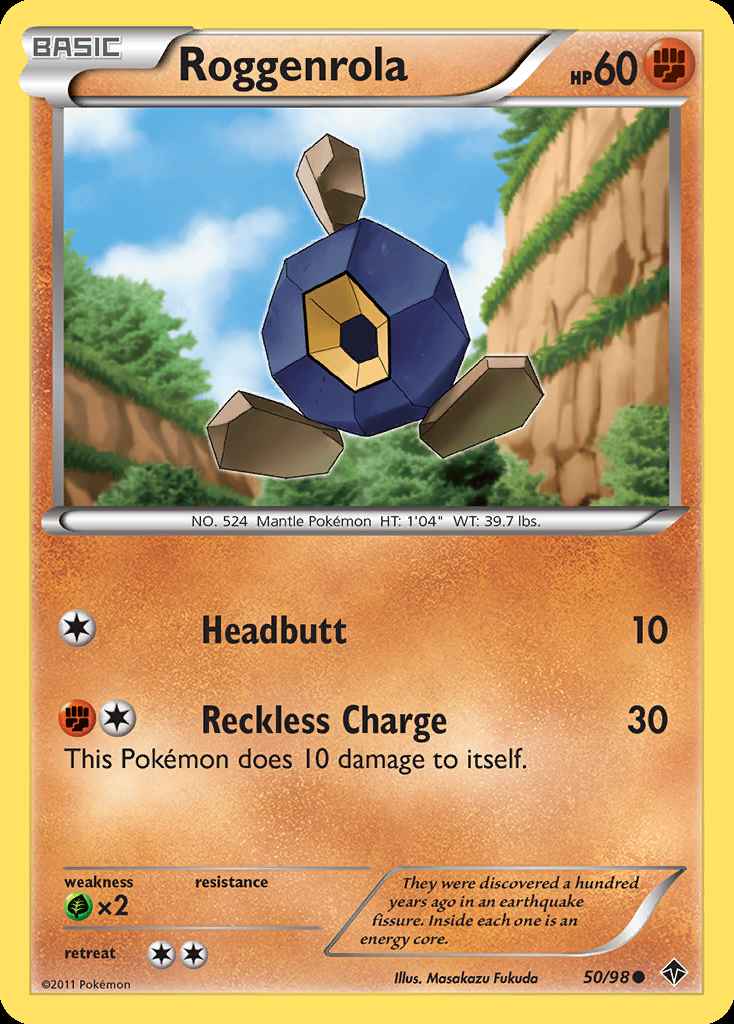 BASIC
Roggenrola
HP60
NO. 524 Mantle Pokémon HT: 1'04" WT: 39.7 lbs.
Headbutt 10
Reckless Charge 30
This Pokémon does 10 damage to itself.
weakness resistance
×2
retreat
They were discovered a hundred
years ago in an earthquake
fissure. Inside each one is an
energy core.
©2011 Pokémon
Illus. Masakazu Fukuda
50/98